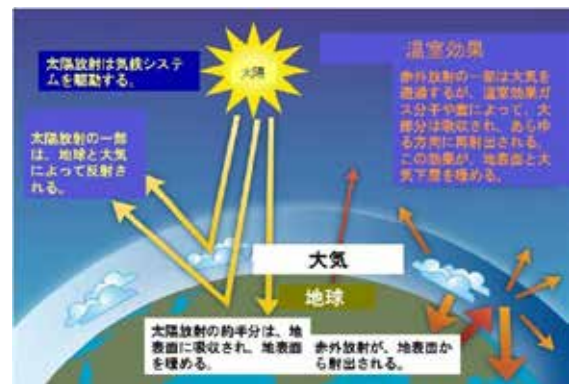 太陽放射は気候システ
ムを駆動する。
太陽
温室効果
赤外放射の一部は大気を
透過するが、温室効果ガ
ス分子や雲によって、大
部分は吸収され、あらゆ
る方向に再射出される。
この効果が、地表面と大
気下層を暖める。
太陽放射の一部
は、地球と大気
によって反射さ
れる。
大気
地球
太陽放射の約半分は、地
表面に吸収され、地表面
を暖める。
赤外放射が、地表面か
ら射出される。